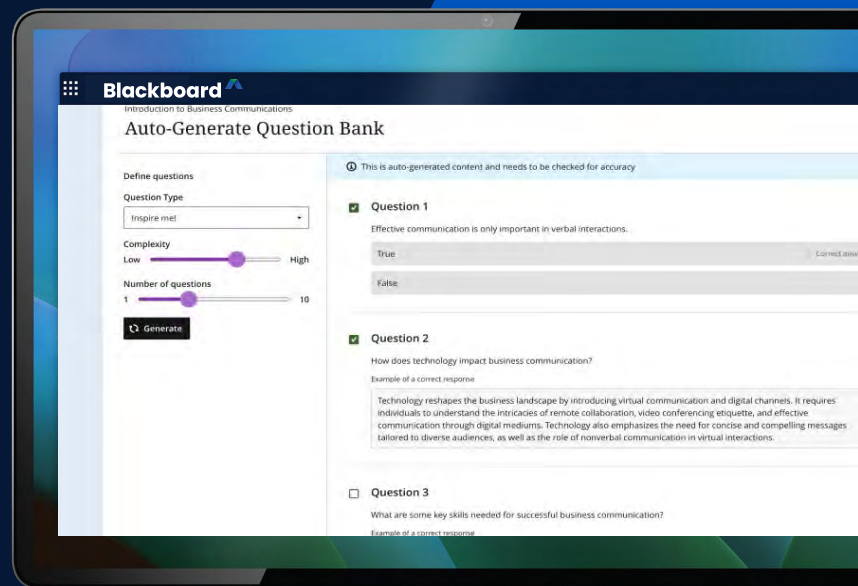 Blackboard
Introduction to Business Communications
Auto-Generate Question Bank
Define questions
Question Type
Inspire me!
Complexity
Low High
Number of questions
1 10
Generate
This is auto-generated content and needs to be checked for accuracy
Question 1
Effective communication is only important in verbal interactions.
True Correct
False
Question 2
How does technology impact business communication?
Example of a correct response
Technology reshapes the business landscape by introducing virtual communication and digital channels. It requires
individuals to understand the intricacies of remote collaboration, video conferencing etiquette, and effective
communication through digital mediums. Technology also emphasizes the need for concise and compelling messages
tailored to diverse audiences, as well as the role of nonverbal communication in virtual interactions.
Question 3
What are some key skills needed for successful business communication?
Example of a correct response